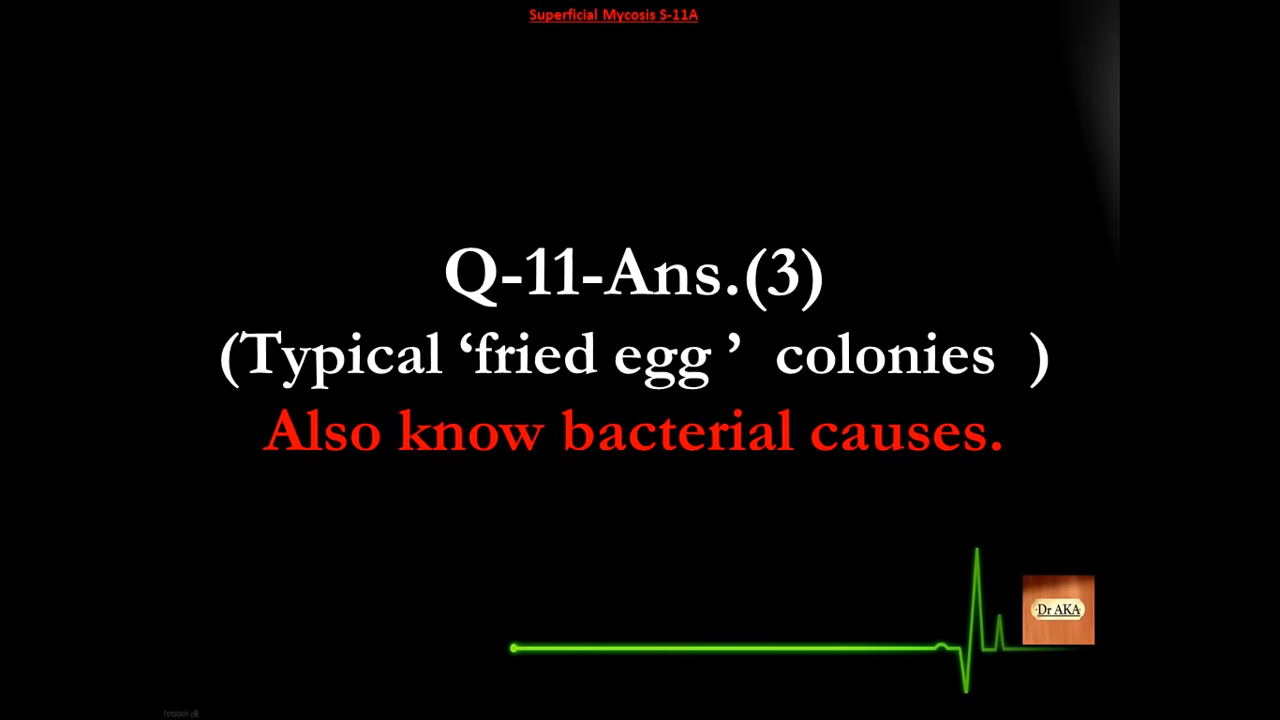 Superficial Mycosis S-11A
Q-11-Ans.(3)
(Typical ‘fried egg ’ colonies )
Also know bacterial causes.
Dr AKA